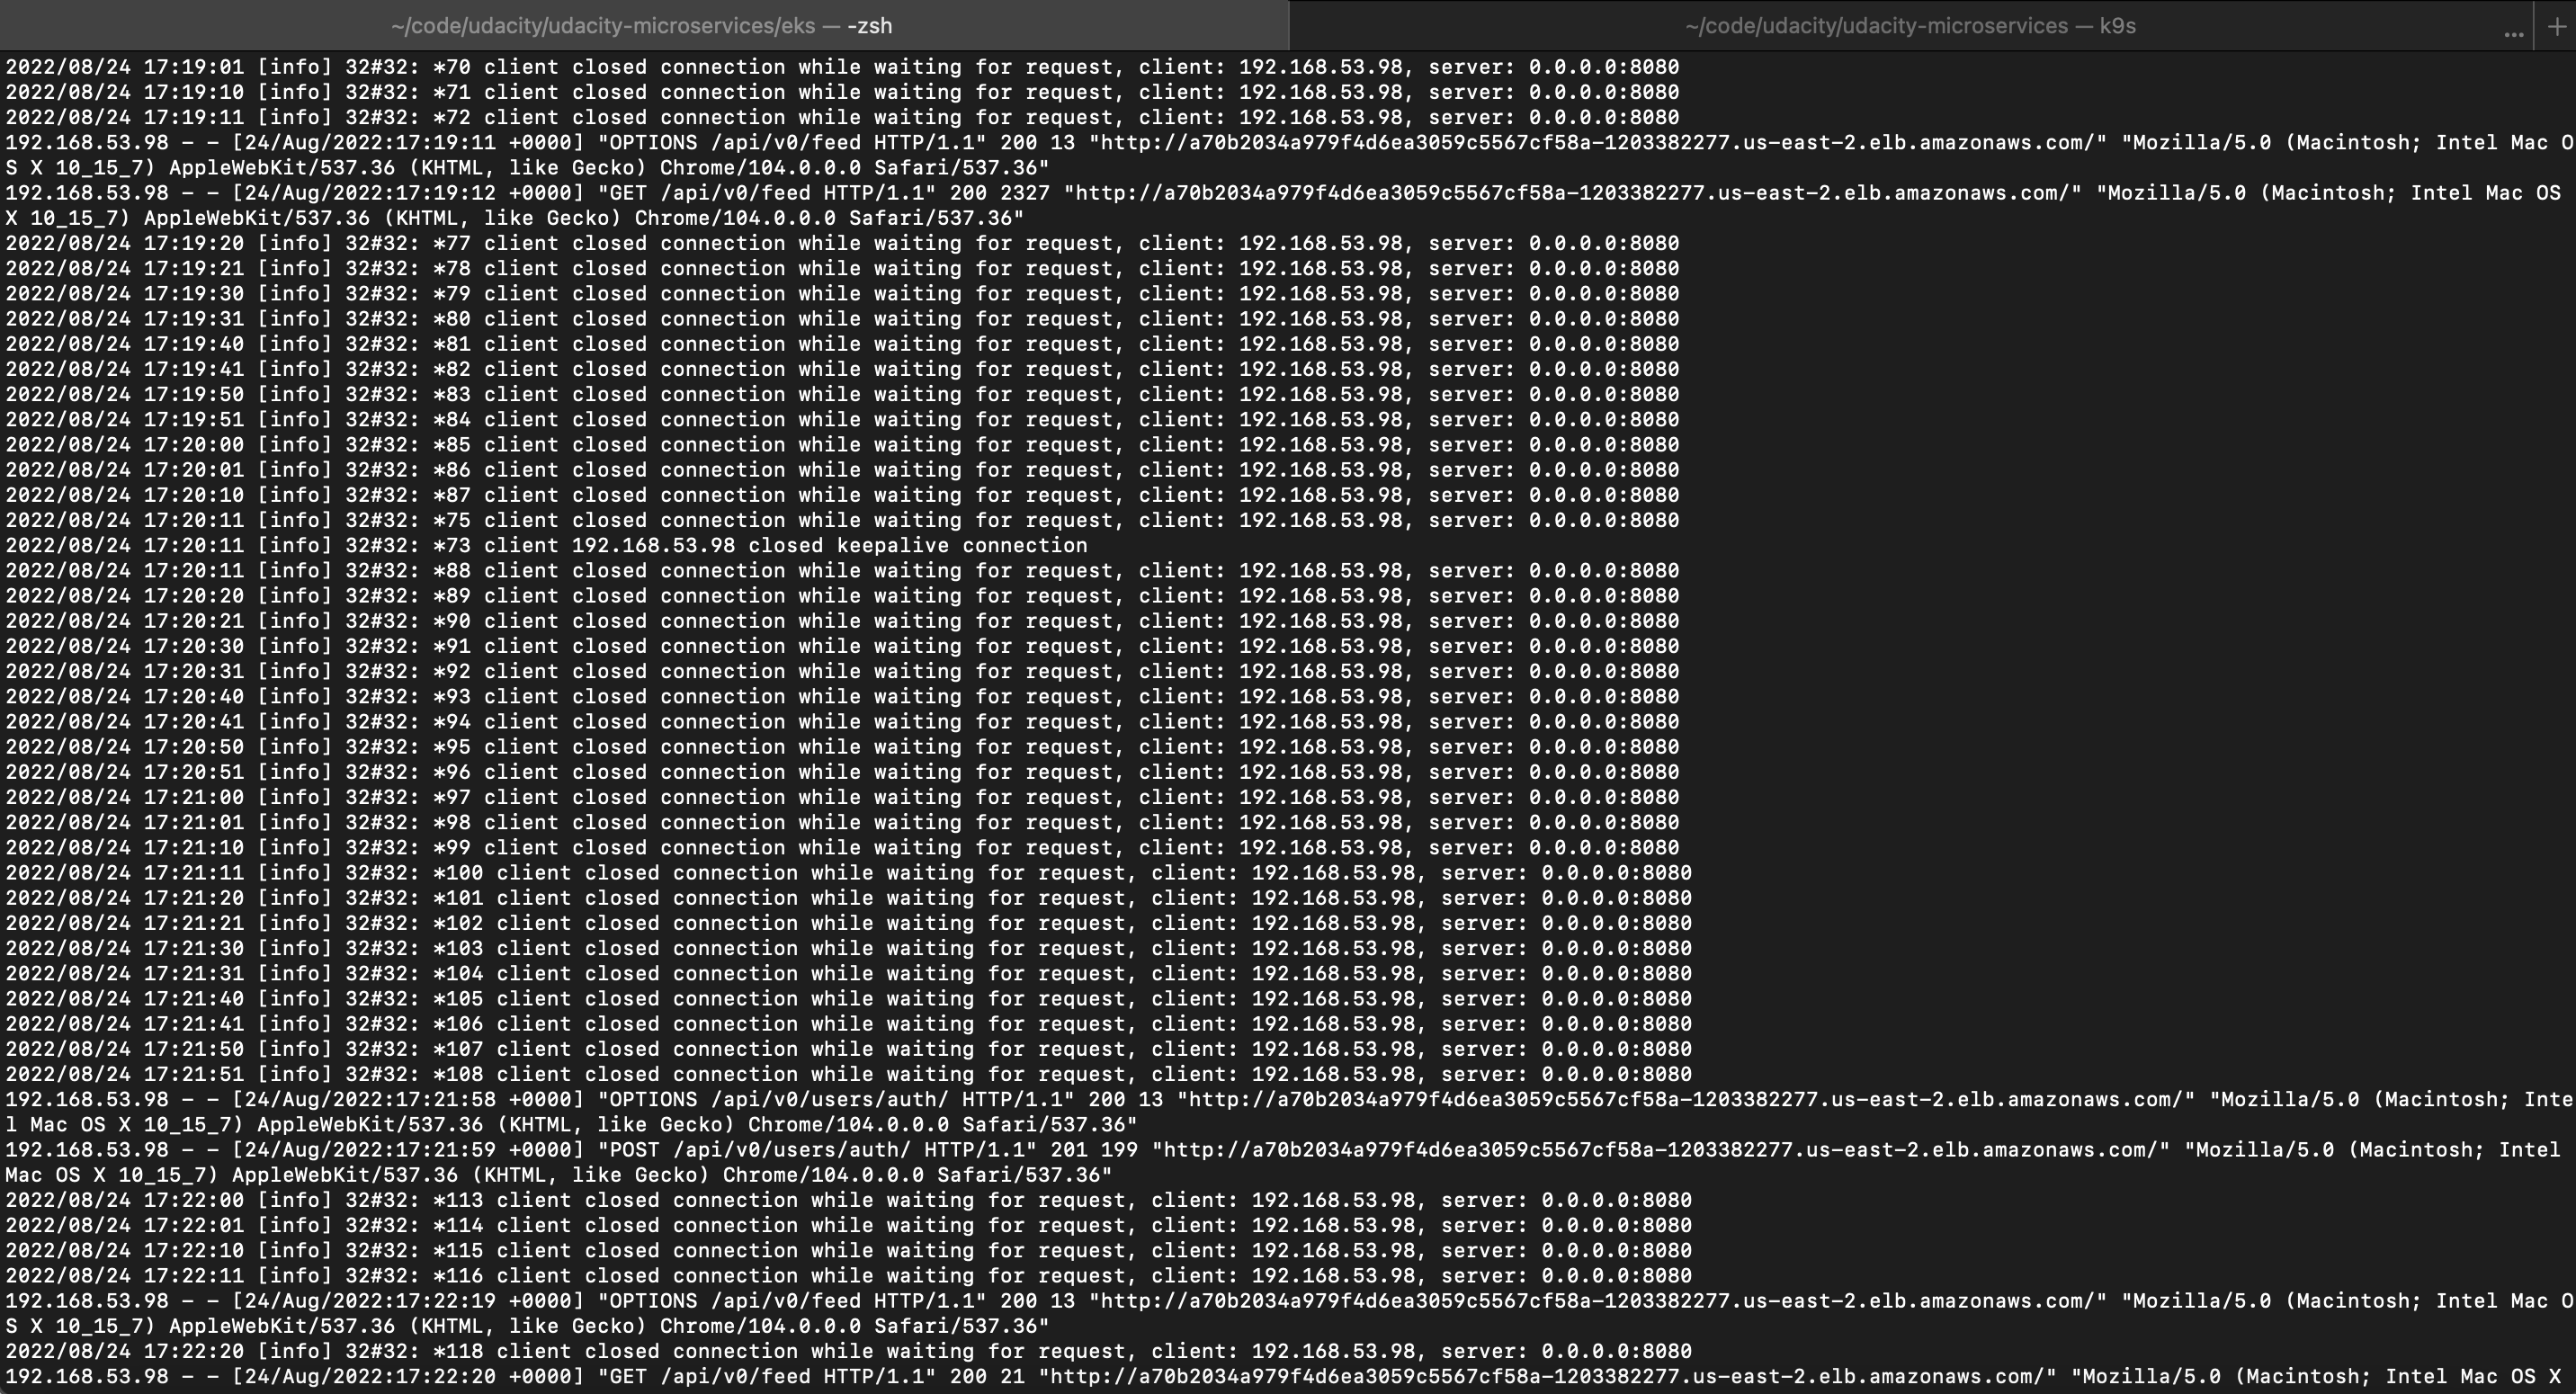 ~/code/udacity/udacity-microservices/eks — -zsh
~/code/udacity/udacity-microservices — k9s
... +
2022/08/24 17:19:01 [info] 32#32: *70 client closed connection while waiting for request, client: 192.168.53.98, server: 0.0.0.0:8080
2022/08/24 17:19:10 [info] 32#32: *71 client closed connection while waiting for request, client: 192.168.53.98, server: 0.0.0.0:8080
2022/08/24 17:19:11 [info] 32#32: *72 client closed connection while waiting for request, client: 192.168.53.98, server: 0.0.0.0:8080
192.168.53.98 - - [24/Aug/2022:17:19:11 +0000] "OPTIONS /api/v0/feed HTTP/1.1" 200 13 "http://a70b2034a979f4d6ea3059c5567cf58a-1203382277.us-east-2.elb.amazonaws.com/" "Mozilla/5.0 (Macintosh; Intel Mac O
S X 10_15_7) AppleWebKit/537.36 (KHTML, like Gecko) Chrome/104.0.0.0 Safari/537.36"
192.168.53.98 - - [24/Aug/2022:17:19:12 +0000] "GET /api/v0/feed HTTP/1.1" 200 2327 "http://a70b2034a979f4d6ea3059c5567cf58a-1203382277.us-east-2.elb.amazonaws.com/" "Mozilla/5.0 (Macintosh; Intel Mac OS
X 10_15_7) AppleWebKit/537.36 (KHTML, like Gecko) Chrome/104.0.0.0 Safari/537.36"
2022/08/24 17:19:20 [info] 32#32: *77 client closed connection while waiting for request, client: 192.168.53.98, server: 0.0.0.0:8080
2022/08/24 17:19:21 [info] 32#32: *78 client closed connection while waiting for request, client: 192.168.53.98, server: 0.0.0.0:8080
2022/08/24 17:19:30 [info] 32#32: *79 client closed connection while waiting for request, client: 192.168.53.98, server: 0.0.0.0:8080
2022/08/24 17:19:31 [info] 32#32: *80 client closed connection while waiting for request, client: 192.168.53.98, server: 0.0.0.0:8080
2022/08/24 17:19:40 [info] 32#32: *81 client closed connection while waiting for request, client: 192.168.53.98, server: 0.0.0.0:8080
2022/08/24 17:19:41 [info] 32#32: *82 client closed connection while waiting for request, client: 192.168.53.98, server: 0.0.0.0:8080
2022/08/24 17:19:50 [info] 32#32: *83 client closed connection while waiting for request, client: 192.168.53.98, server: 0.0.0.0:8080
2022/08/24 17:19:51 [info] 32#32: *84 client closed connection while waiting for request, client: 192.168.53.98, server: 0.0.0.0:8080
2022/08/24 17:20:00 [info] 32#32: *85 client closed connection while waiting for request, client: 192.168.53.98, server: 0.0.0.0:8080
2022/08/24 17:20:01 [info] 32#32: *86 client closed connection while waiting for request, client: 192.168.53.98, server: 0.0.0.0:8080
2022/08/24 17:20:10 [info] 32#32: *87 client closed connection while waiting for request, client: 192.168.53.98, server: 0.0.0.0:8080
2022/08/24 17:20:11 [info] 32#32: *75 client closed connection while waiting for request, client: 192.168.53.98, server: 0.0.0.0:8080
2022/08/24 17:20:11 [info] 32#32: *73 client 192.168.53.98 closed keepalive connection
2022/08/24 17:20:11 [info] 32#32: *88 client closed connection while waiting for request, client: 192.168.53.98, server: 0.0.0.0:8080
2022/08/24 17:20:20 [info] 32#32: *89 client closed connection while waiting for request, client: 192.168.53.98, server: 0.0.0.0:8080
2022/08/24 17:20:21 [info] 32#32: *90 client closed connection while waiting for request, client: 192.168.53.98, server: 0.0.0.0:8080
2022/08/24 17:20:30 [info] 32#32: *91 client closed connection while waiting for request, client: 192.168.53.98, server: 0.0.0.0:8080
2022/08/24 17:20:31 [info] 32#32: *92 client closed connection while waiting for request, client: 192.168.53.98, server: 0.0.0.0:8080
2022/08/24 17:20:40 [info] 32#32: *93 client closed connection while waiting for request, client: 192.168.53.98, server: 0.0.0.0:8080
2022/08/24 17:20:41 [info] 32#32: *94 client closed connection while waiting for request, client: 192.168.53.98, server: 0.0.0.0:8080
2022/08/24 17:20:50 [info] 32#32: *95 client closed connection while waiting for request, client: 192.168.53.98, server: 0.0.0.0:8080
2022/08/24 17:20:51 [info] 32#32: *96 client closed connection while waiting for request, client: 192.168.53.98, server: 0.0.0.0:8080
2022/08/24 17:21:00 [info] 32#32: *97 client closed connection while waiting for request, client: 192.168.53.98, server: 0.0.0.0:8080
2022/08/24 17:21:01 [info] 32#32: *98 client closed connection while waiting for request, client: 192.168.53.98, server: 0.0.0.0:8080
2022/08/24 17:21:10 [info] 32#32: *99 client closed connection while waiting for request, client: 192.168.53.98, server: 0.0.0.0:8080
2022/08/24 17:21:11 [info] 32#32: *100 client closed connection while waiting for request, client: 192.168.53.98, server: 0.0.0.0:8080
2022/08/24 17:21:20 [info] 32#32: *101 client closed connection while waiting for request, client: 192.168.53.98, server: 0.0.0.0:8080
2022/08/24 17:21:21 [info] 32#32: *102 client closed connection while waiting for request, client: 192.168.53.98, server: 0.0.0.0:8080
2022/08/24 17:21:30 [info] 32#32: *103 client closed connection while waiting for request, client: 192.168.53.98, server: 0.0.0.0:8080
2022/08/24 17:21:31 [info] 32#32: *104 client closed connection while waiting for request, client: 192.168.53.98, server: 0.0.0.0:8080
2022/08/24 17:21:40 [info] 32#32: *105 client closed connection while waiting for request, client: 192.168.53.98, server: 0.0.0.0:8080
2022/08/24 17:21:41 [info] 32#32: *106 client closed connection while waiting for request, client: 192.168.53.98, server: 0.0.0.0:8080
2022/08/24 17:21:50 [info] 32#32: *107 client closed connection while waiting for request, client: 192.168.53.98, server: 0.0.0.0:8080
2022/08/24 17:21:51 [info] 32#32: *108 client closed connection while waiting for request, client: 192.168.53.98, server: 0.0.0.0:8080
192.168.53.98 - - [24/Aug/2022:17:21:58 +0000] "OPTIONS /api/v0/users/auth/ HTTP/1.1" 200 13 "http://a70b2034a979f4d6ea3059c5567cf58a-1203382277.us-east-2.elb.amazonaws.com/" "Mozilla/5.0 (Macintosh; Inte
l Mac OS X 10_15_7) AppleWebKit/537.36 (KHTML, like Gecko) Chrome/104.0.0.0 Safari/537.36"
192.168.53.98 - - [24/Aug/2022:17:21:59 +0000] "POST /api/v0/users/auth/ HTTP/1.1" 201 199 "http://a70b2034a979f4d6ea3059c5567cf58a-1203382277.us-east-2.elb.amazonaws.com/" "Mozilla/5.0 (Macintosh; Intel
Mac OS X 10_15_7) AppleWebKit/537.36 (KHTML, like Gecko) Chrome/104.0.0.0 Safari/537.36"
2022/08/24 17:22:00 [info] 32#32: *113 client closed connection while waiting for request, client: 192.168.53.98, server: 0.0.0.0:8080
2022/08/24 17:22:01 [info] 32#32: *114 client closed connection while waiting for request, client: 192.168.53.98, server: 0.0.0.0:8080
2022/08/24 17:22:10 [info] 32#32: *115 client closed connection while waiting for request, client: 192.168.53.98, server: 0.0.0.0:8080
2022/08/24 17:22:11 [info] 32#32: *116 client closed connection while waiting for request, client: 192.168.53.98, server: 0.0.0.0:8080
192.168.53.98 - - [24/Aug/2022:17:22:19 +0000] "OPTIONS /api/v0/feed HTTP/1.1" 200 13 "http://a70b2034a979f4d6ea3059c5567cf58a-1203382277.us-east-2.elb.amazonaws.com/" "Mozilla/5.0 (Macintosh; Intel Mac O
S X 10_15_7) AppleWebKit/537.36 (KHTML, like Gecko) Chrome/104.0.0.0 Safari/537.36"
2022/08/24 17:22:20 [info] 32#32: *118 client closed connection while waiting for request, client: 192.168.53.98, server: 0.0.0.0:8080
192.168.53.98 - - [24/Aug/2022:17:22:20 +0000] "GET /api/v0/feed HTTP/1.1" 200 21 "http://a70b2034a979f4d6ea3059c5567cf58a-1203382277.us-east-2.elb.amazonaws.com/" "Mozilla/5.0 (Macintosh; Intel Mac OS X